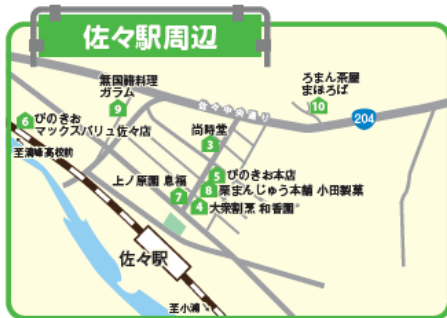 佐々駅周辺
無国籍料理
ガラム
9
6
ぴのきお
マックスバリュ佐々店
至清峰高校前
佐々中央通り
尚時堂
3
ろまん茶屋
まほろば
10
204
5
ぴのきお本店
8
栗まんじゅう本舗 小田製菓
上ノ原園 息福
7
4
大衆割烹 和香園
佐々駅
至小浦